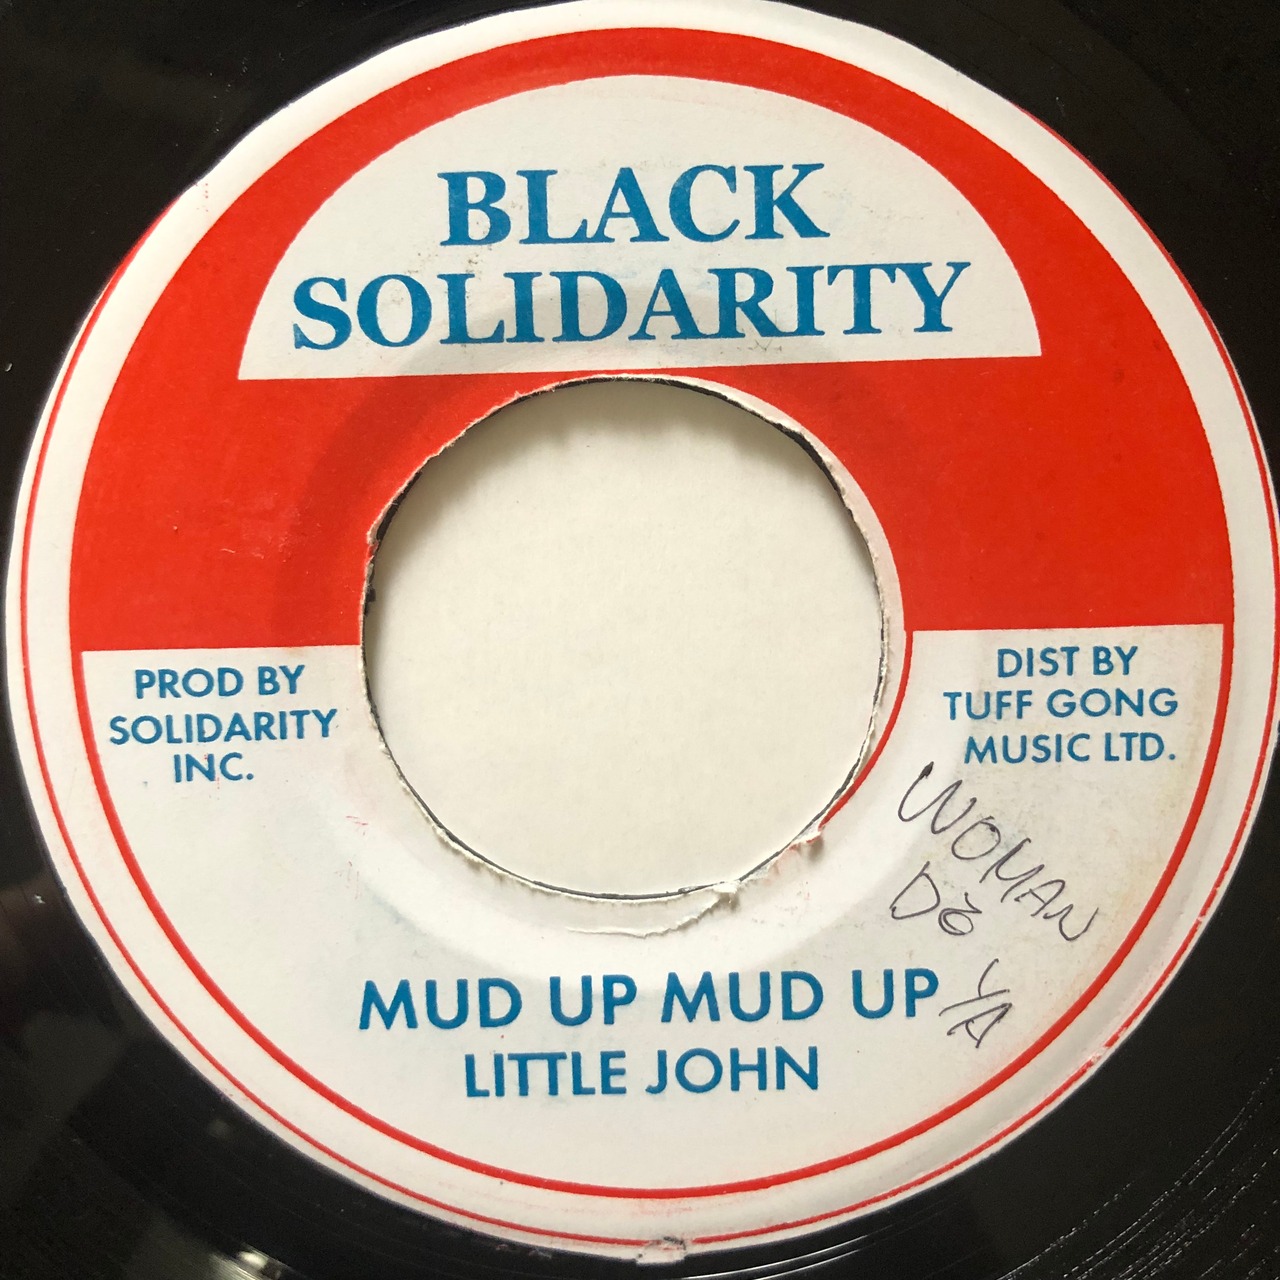 BLACK
SOLIDARITY
PROD BY
SOLIDARITY
INC.
DIST BY
TUFF GONG
MUSIC LTD.
WOMAN
De
YA
MUD UP MUD UP
LITTLE JOHN